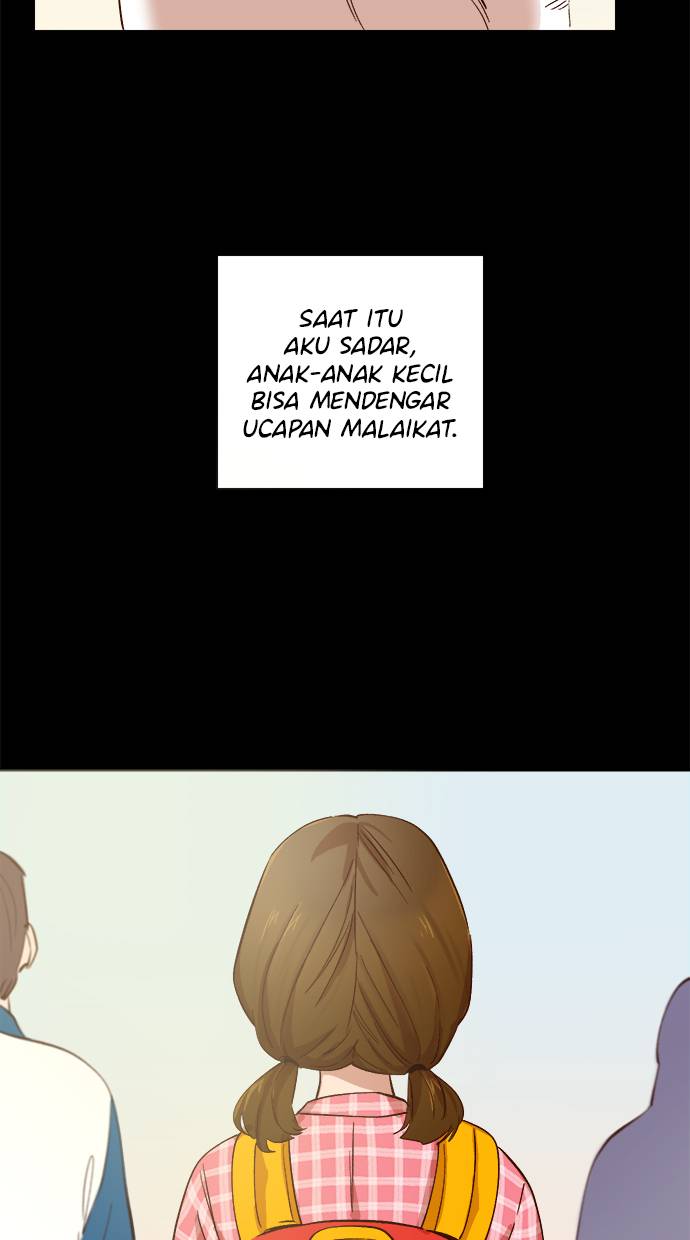 SAAT ITU
AKU SADAR,
ANAK-ANAK KECIL
BISA MENDENGAR
UCAPAN MALAIKAT.